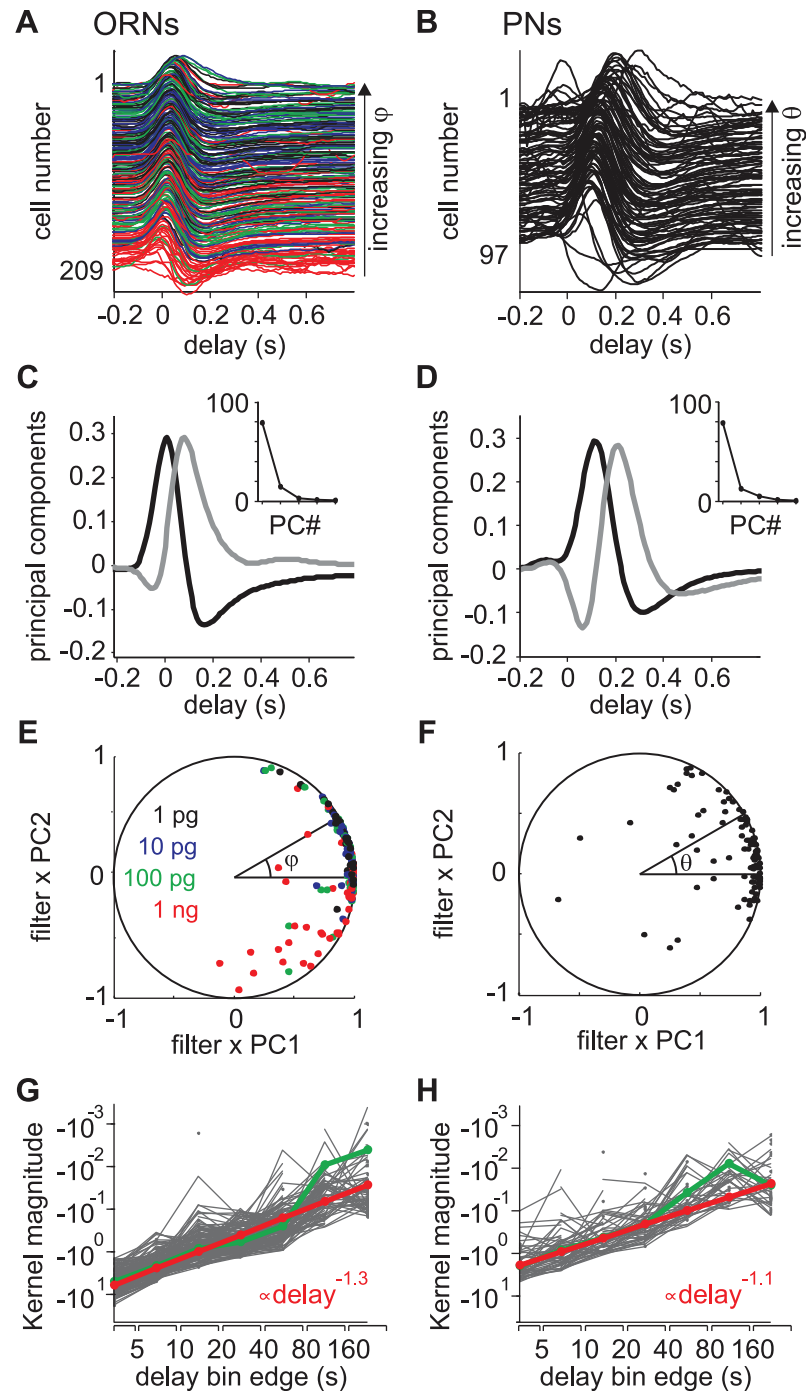 A ORNs
1
cell number
209
increasing φ
-0.2 0 0.2 0.4 0.6
delay (s)
B PNs
1
cell number
97
increasing θ
-0.2 0 0.2 0.4 0.6
delay (s)
C
principal components
0.3
0.2
0.1
0
-0.1
-0.2
100
0
PC#
-0.2 0 0.2 0.4 0.6
delay (s)
D
principal components
0.3
0.2
0.1
0
-0.1
-0.2
100
0
PC#
-0.2 0 0.2 0.4 0.6
delay (s)
E
1
filter x PC2
0
-1
1 pg
10 pg
100 pg
1 ng
φ
-1 0 1
filter x PC1
F
1
filter x PC2
0
-1
θ
-1 0 1
filter x PC1
G
Kernel magnitude
-10-3
-10-2
-10-1
-100
-101
∝delay-1.3
5 10 20 40 80 160
delay bin edge (s)
H
Kernel magnitude
-10-3
-10-2
-10-1
-100
-101
∝delay-1.1
5 10 20 40 80 160
delay bin edge (s)